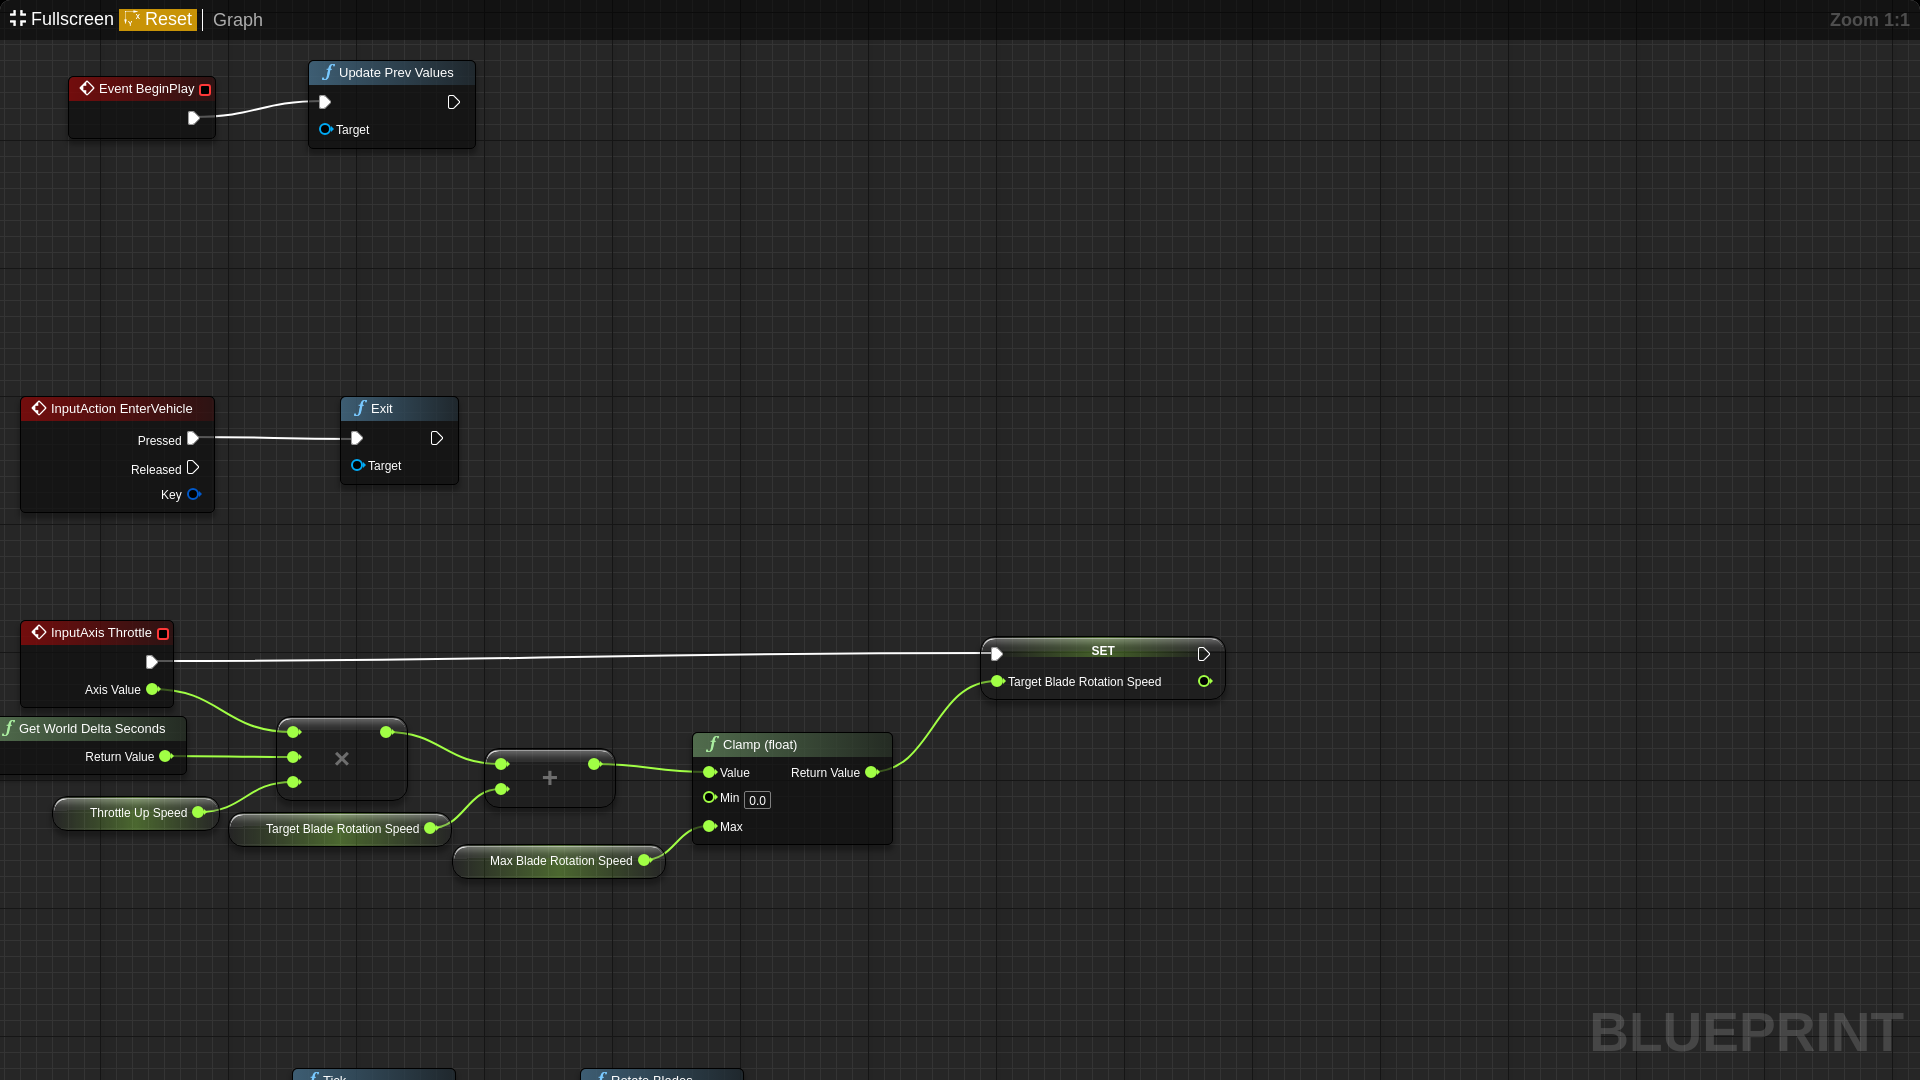 Fullscreen Reset Graph Zoom 1:1
Update Prev Values
Event BeginPlay
Target
InputAction EnterVehicle
Pressed
Released
Key
Exit
Target
InputAxis Throttle
Axis Value
SET
Target Blade Rotation Speed
Get World Delta Seconds
Return Value
Throttle Up Speed
×
Target Blade Rotation Speed
+
Max Blade Rotation Speed
Clamp (float)
Value Return Value
Min 0.0
Max
BLUEPRINT
Tick
Rotate Blades